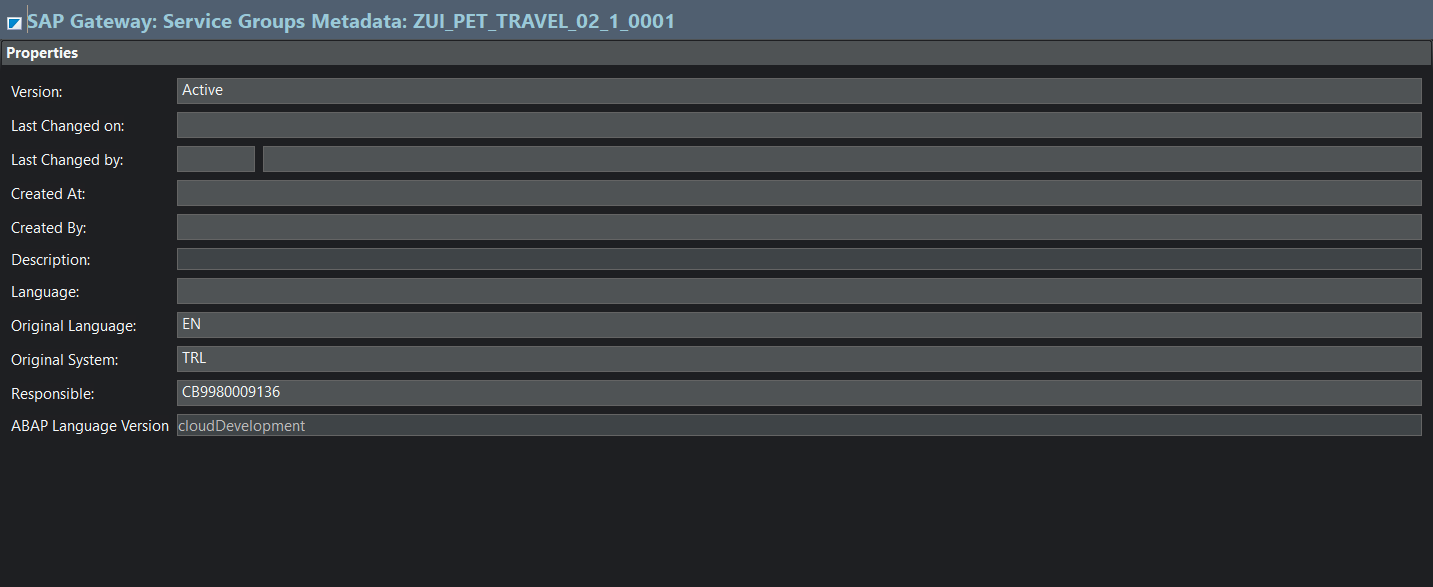 SAP Gateway: Service Groups Metadata: ZUI_PET_TRAVEL_02_1_0001
Properties
Version: Active
Last Changed on:
Last Changed by:
Created At:
Created By:
Description:
Language:
Original Language: EN
Original System: TRL
Responsible: CB9980009136
ABAP Language Version cloudDevelopment